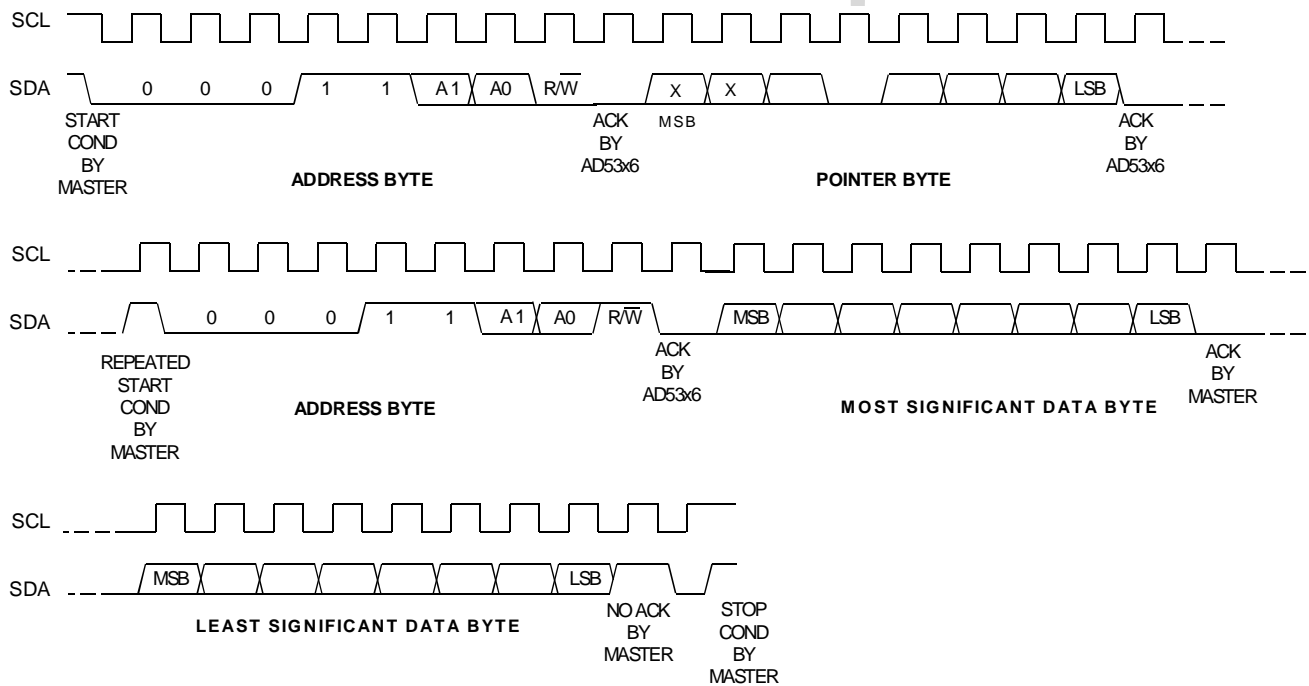 SCL
SDA 0 0 0 1 1 A1 A0 R/W X X LSB
START COND BY MASTER
ACK BY AD53x6
MSB
ACK BY AD53x6
ADDRESS BYTE
POINTER BYTE
SCL
SDA 0 0 0 1 1 A1 A0 R/W MSB LSB
REPEATED START COND BY MASTER
ACK BY AD53x6
ACK BY MASTER
ADDRESS BYTE
MOST SIGNIFICANT DATA BYTE
SCL
SDA MSB LSB
LEAST SIGNIFICANT DATA BYTE
NO ACK BY MASTER
STOP COND BY MASTER